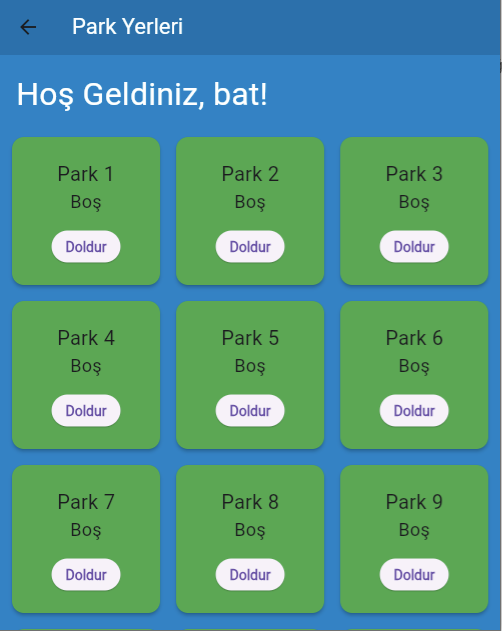 Park Yerleri
Hoş Geldiniz, bat!
Park 1
Boş
Doldur
Park 2
Boş
Doldur
Park 3
Boş
Doldur
Park 4
Boş
Doldur
Park 5
Boş
Doldur
Park 6
Boş
Doldur
Park 7
Boş
Doldur
Park 8
Boş
Doldur
Park 9
Boş
Doldur